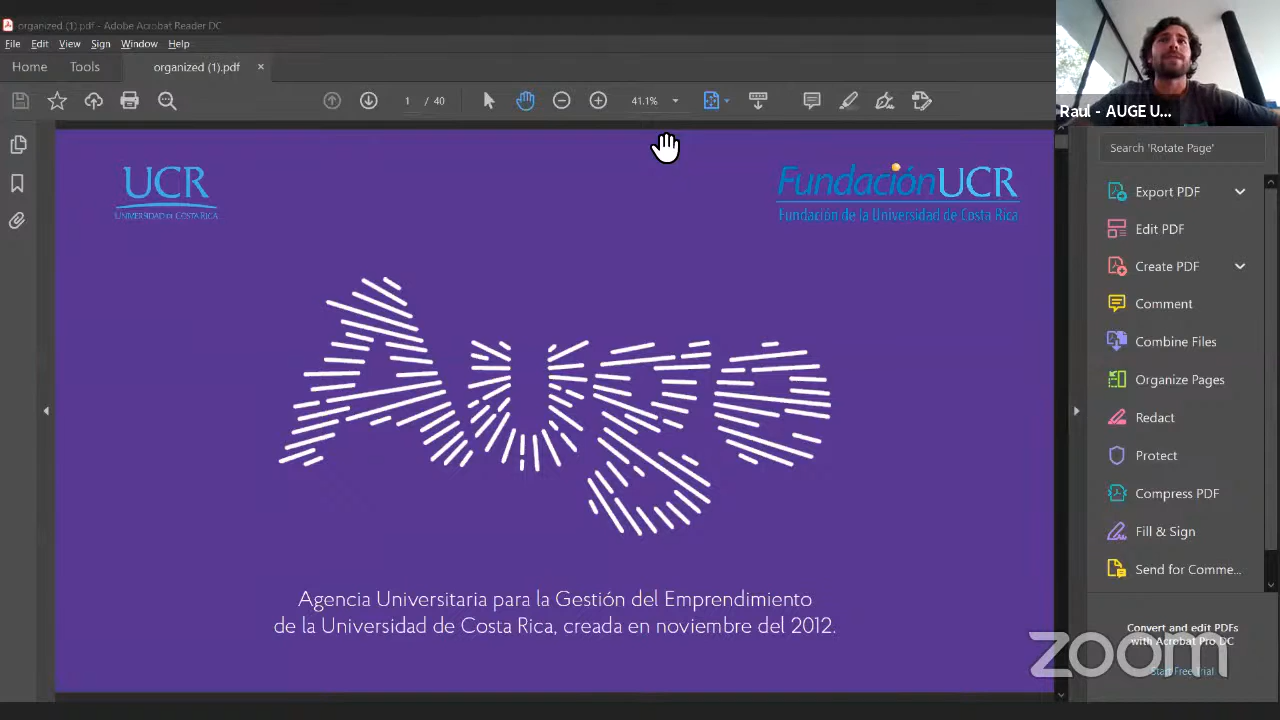 organized (1).pdf - Adobe Acrobat Reader DC
File Edit View Sign Window Help
Home Tools organized (1).pdf ×
1 / 40 41.1%
Raul - AUGE U...
Search 'Rotate Page'
UCR
UNIVERSIDAD DE COSTA RICA
FundaciónUCR
Fundación de la Universidad de Costa Rica
Auge
Agencia Universitaria para la Gestión del Emprendimiento
de la Universidad de Costa Rica, creada en noviembre del 2012.
Export PDF
Edit PDF
Create PDF
Comment
Combine Files
Organize Pages
Redact
Protect
Compress PDF
Fill & Sign
Send for Comme...
Convert and edit PDFs
with Acrobat Pro DC
Start Free Trial
zoom